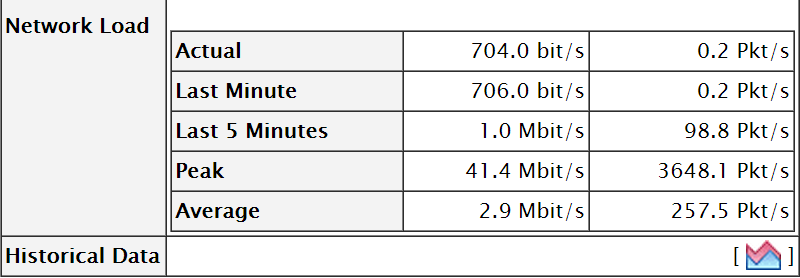 Network Load
Actual 704.0 bit/s 0.2 Pkt/s
Last Minute 706.0 bit/s 0.2 Pkt/s
Last 5 Minutes 1.0 Mbit/s 98.8 Pkt/s
Peak 41.4 Mbit/s 3648.1 Pkt/s
Average 2.9 Mbit/s 257.5 Pkt/s
Historical Data [ ]